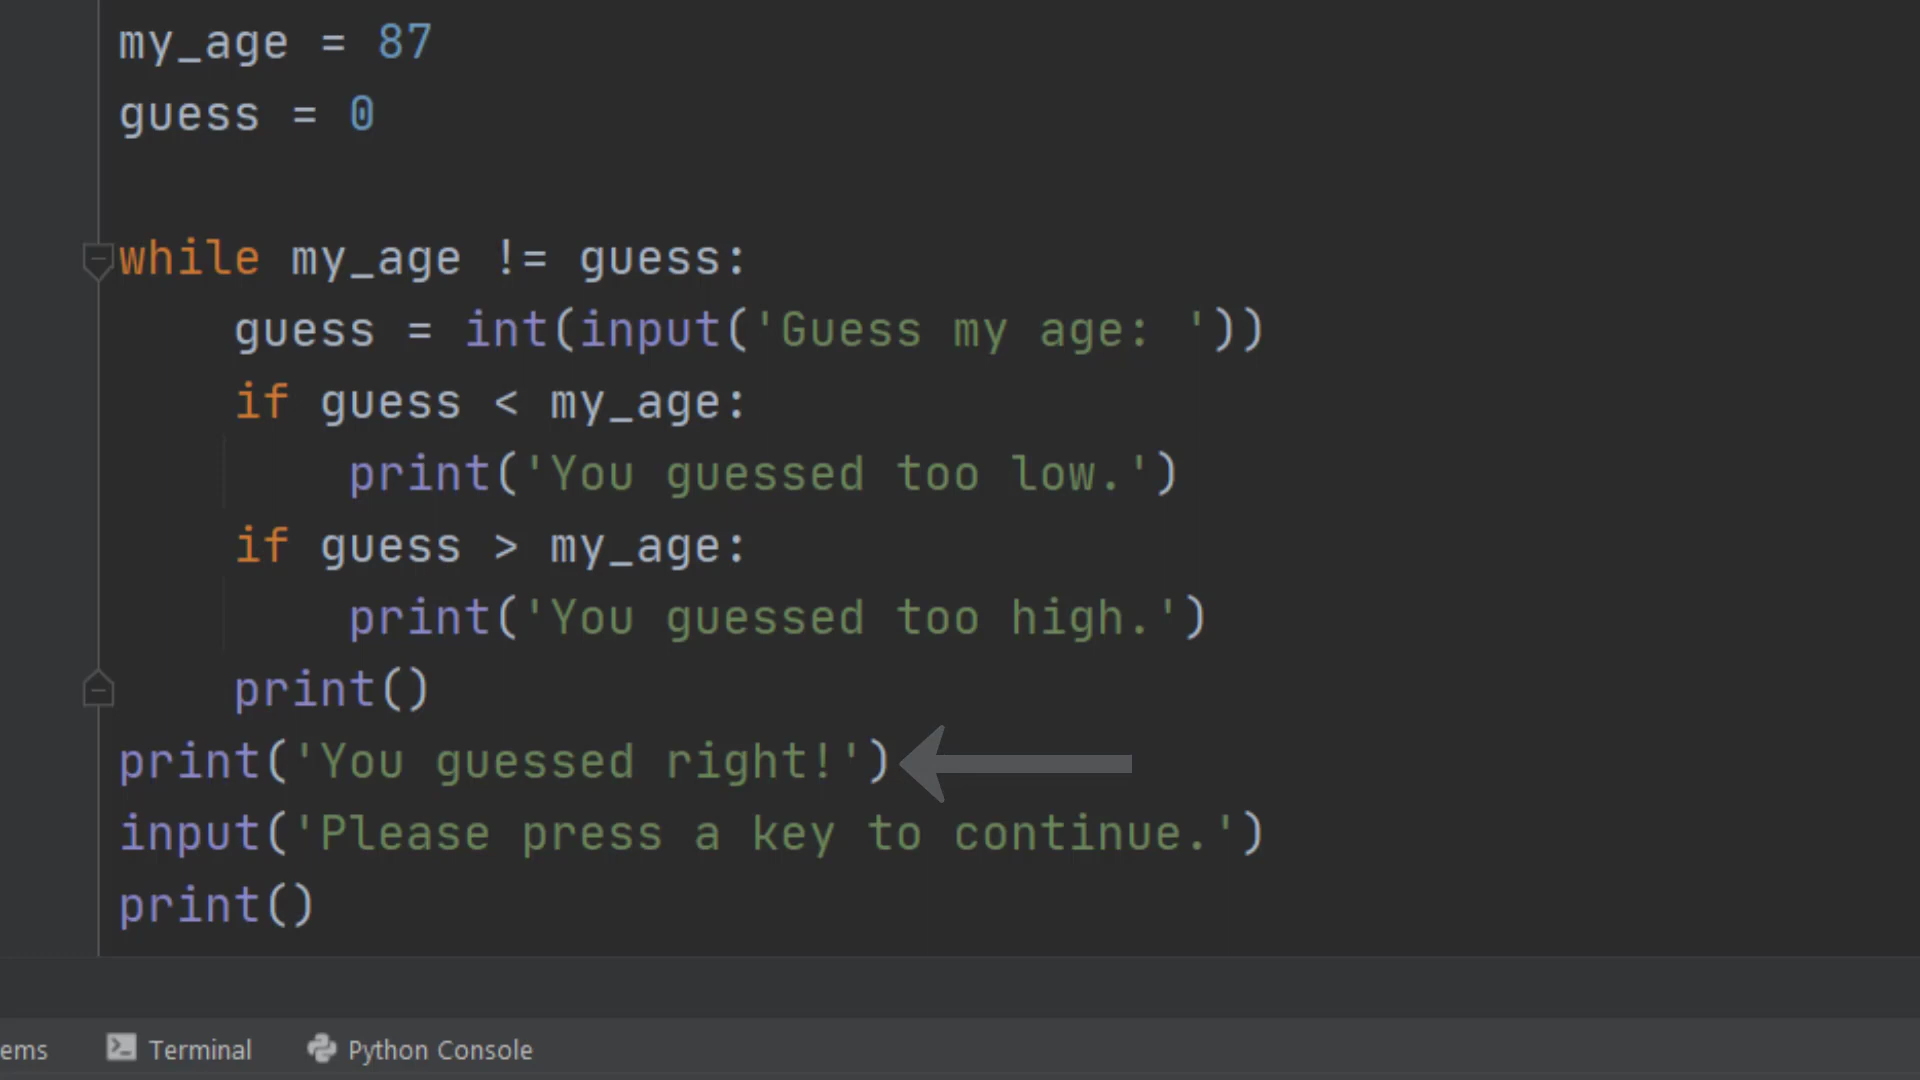 my_age = 87
guess = 0
while my_age != guess:
    guess = int(input('Guess my age: '))
    if guess < my_age:
        print('You guessed too low.')
    if guess > my_age:
        print('You guessed too high.')
    print()
print('You guessed right!')
input('Please press a key to continue.')
print()
ems Terminal Python Console